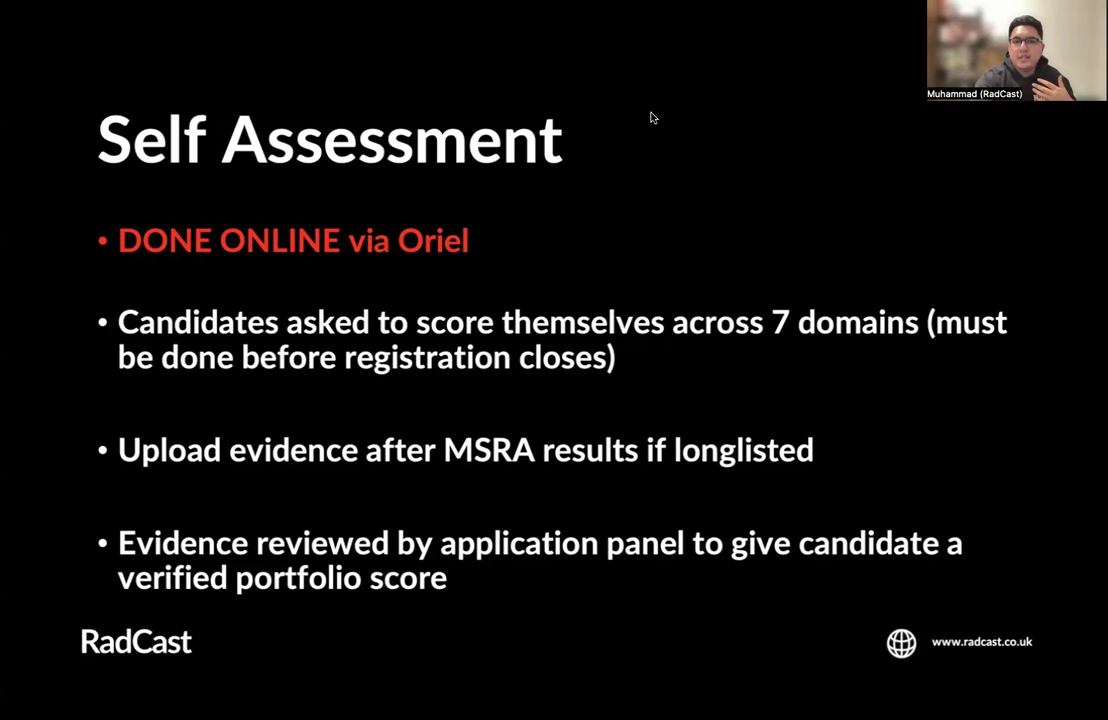 Muhammad (RadCast)
Self Assessment
• DONE ONLINE via Oriel
• Candidates asked to score themselves across 7 domains (must
be done before registration closes)
• Upload evidence after MSRA results if longlisted
• Evidence reviewed by application panel to give candidate a
verified portfolio score
RadCast
www.radcast.co.uk